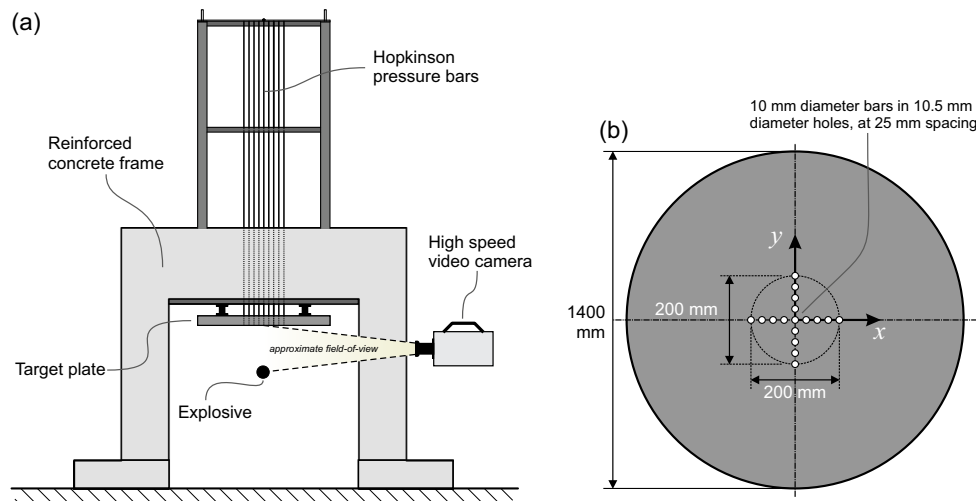 (a)
Hopkinson
pressure bars
Reinforced
concrete frame
High speed
video camera
Target plate
approximate field-of-view
Explosive
(b)
10 mm diameter bars in 10.5 mm
diameter holes, at 25 mm spacing
y
x
1400
mm
200 mm
200 mm